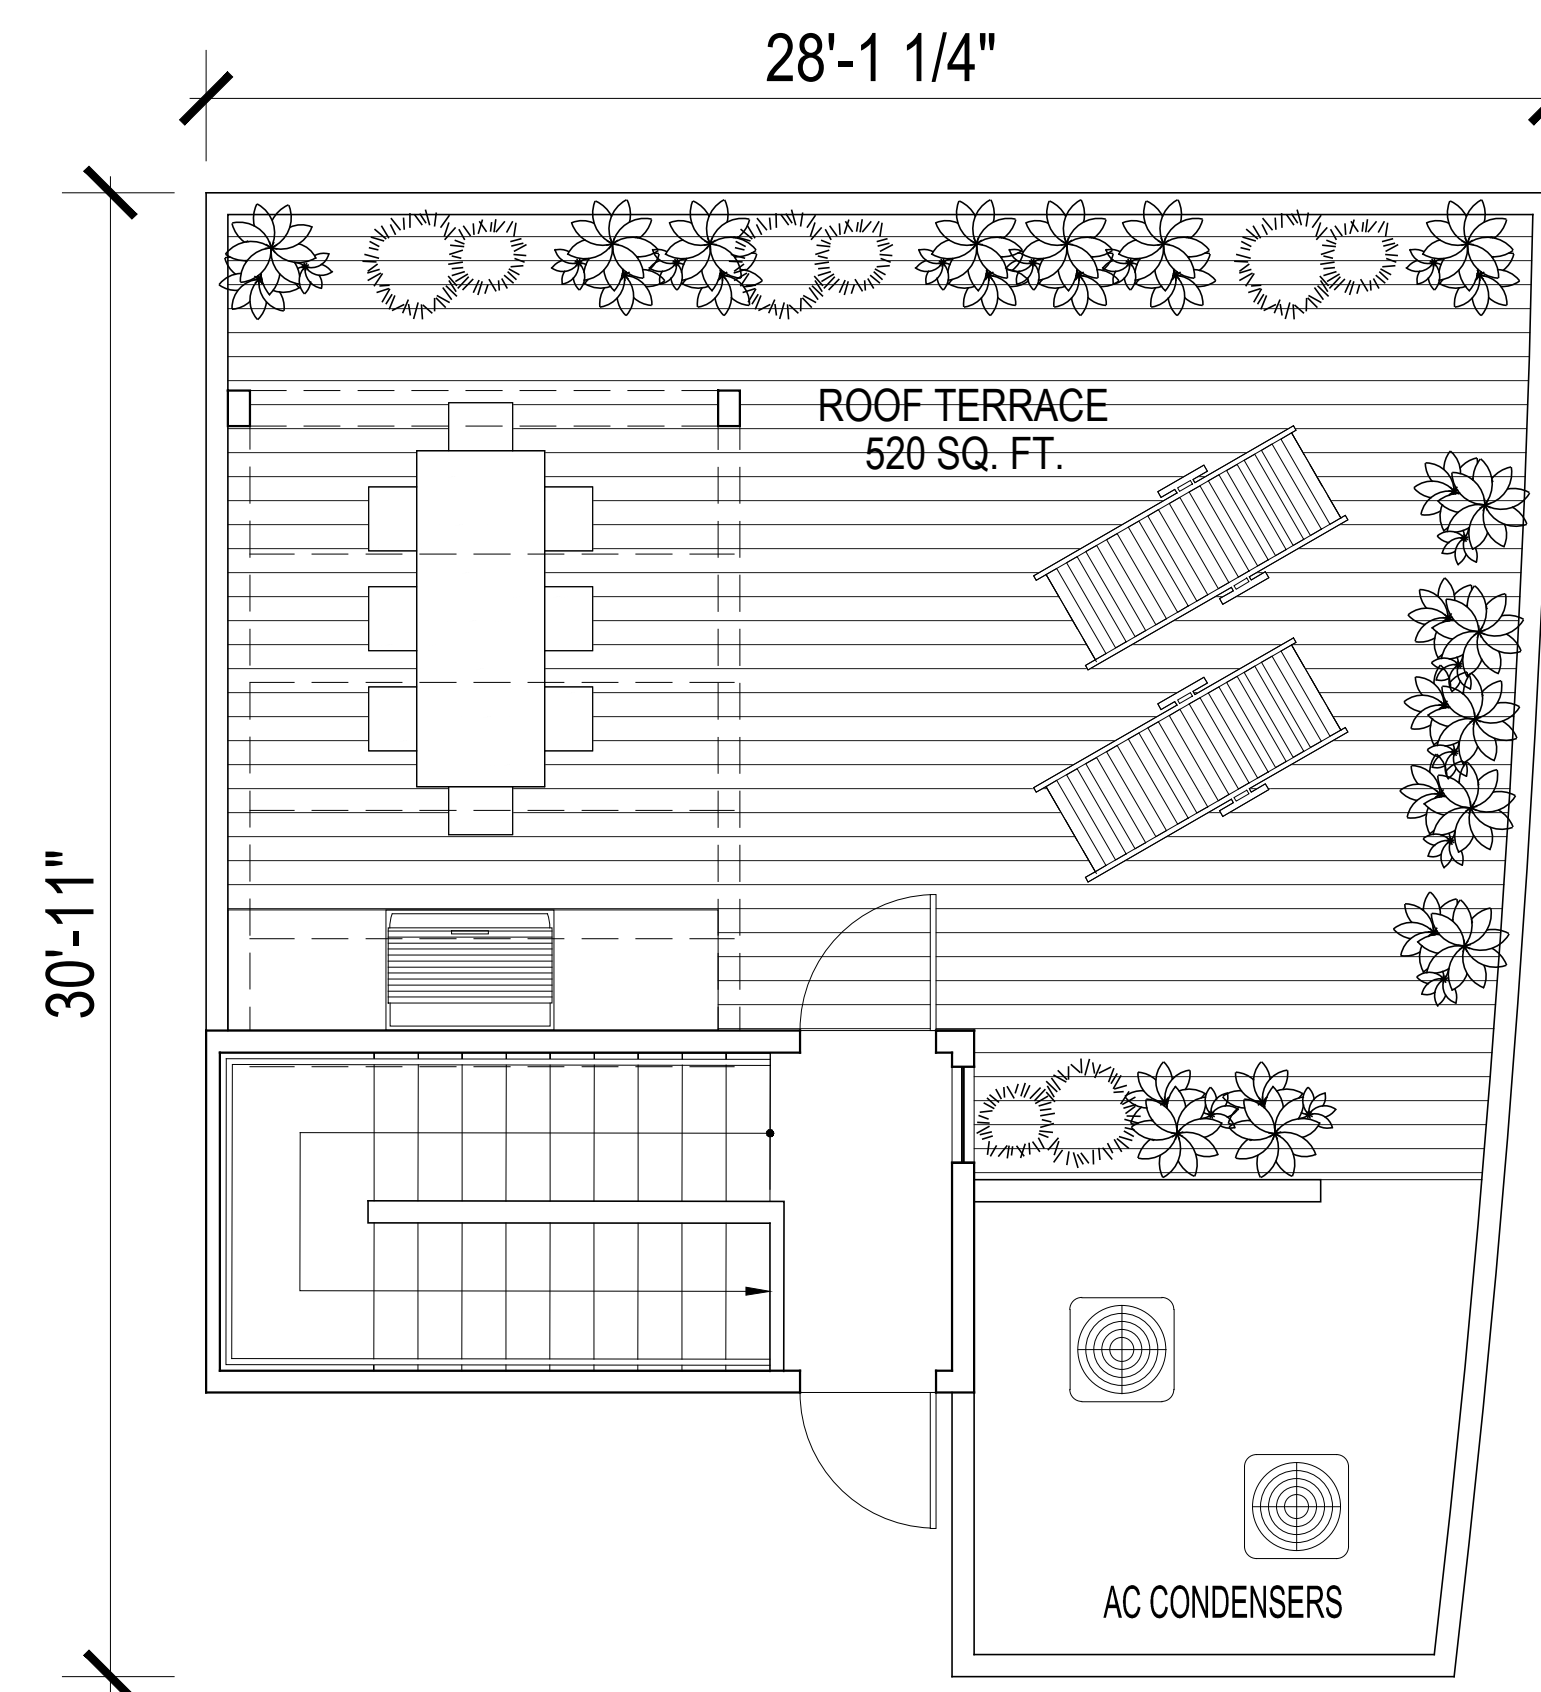 28'-1 1/4"
ROOF TERRACE
520 SQ. FT.
30'-11"
AC CONDENSERS